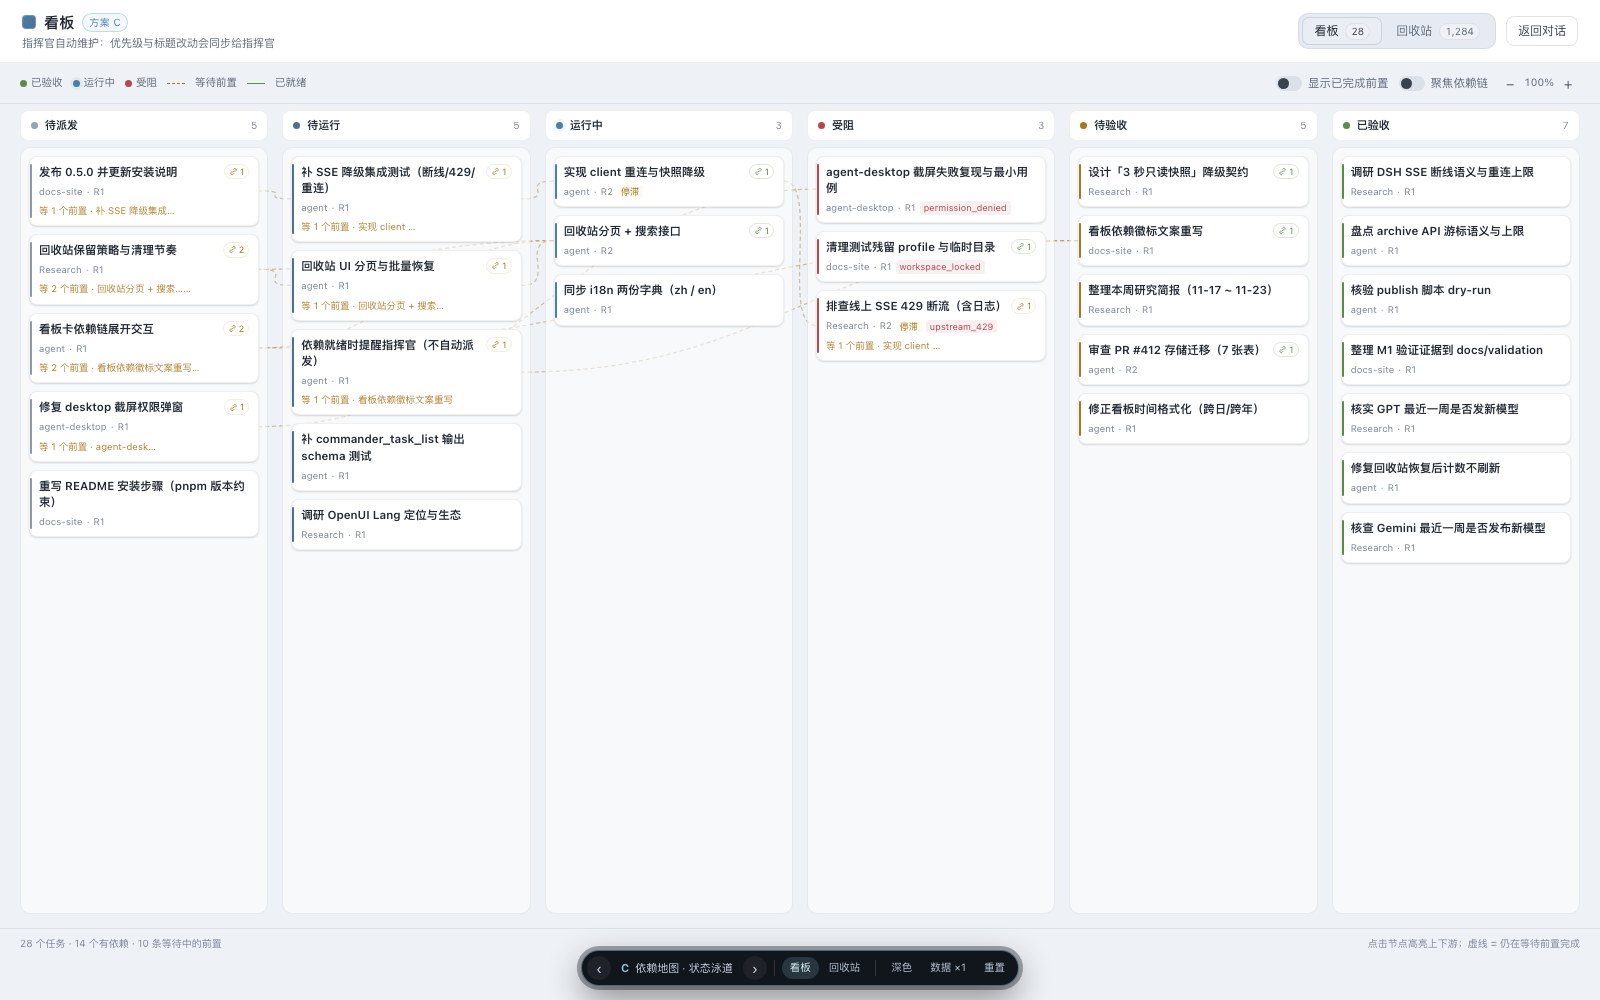 看板 方案 C
指挥官自动维护：优先级与标题改动会同步给指挥官
看板 28 回收站 1,284 返回对话
已验收 运行中 受阻 等待前置 已就绪
显示已完成前置 聚焦依赖链 − 100% +
待派发 5
发布 0.5.0 并更新安装说明 1
docs-site · R1
等 1 个前置 · 补 SSE 降级集成...
回收站保留策略与清理节奏 2
Research · R1
等 2 个前置 · 回收站分页 + 搜索……
看板卡依赖链展开交互 2
agent · R1
等 2 个前置 · 看板依赖徽标文案重写...
修复 desktop 截屏权限弹窗 1
agent-desktop · R1
等 1 个前置 · agent-desk...
重写 README 安装步骤（pnpm 版本约
束）
docs-site · R1
待运行 5
补 SSE 降级集成测试（断线/429/ 1
重连）
agent · R1
等 1 个前置 · 实现 client ...
回收站 UI 分页与批量恢复 1
agent · R1
等 1 个前置 · 回收站分页 + 搜索...
依赖就绪时提醒指挥官（不自动派 1
发）
agent · R1
等 1 个前置 · 看板依赖徽标文案重写
补 commander_task_list 输出
schema 测试
agent · R1
调研 OpenUI Lang 定位与生态
Research · R1
运行中 3
实现 client 重连与快照降级 1
agent · R2 停滞
回收站分页 + 搜索接口 1
agent · R2
同步 i18n 两份字典（zh / en）
agent · R1
受阻 3
agent-desktop 截屏失败复现与最小用
例
agent-desktop · R1 permission_denied
清理测试残留 profile 与临时目录 1
docs-site · R1 workspace_locked
排查线上 SSE 429 断流（含日志） 1
Research · R2 停滞 upstream_429
等 1 个前置 · 实现 client ...
待验收 5
设计「3 秒只读快照」降级契约 1
Research · R1
看板依赖徽标文案重写 1
docs-site · R1
整理本周研究简报（11-17 ~ 11-23）
Research · R1
审查 PR #412 存储迁移（7 张表） 1
agent · R2
修正看板时间格式化（跨日/跨年）
agent · R1
已验收 7
调研 DSH SSE 断线语义与重连上限
Research · R1
盘点 archive API 游标语义与上限
agent · R1
核验 publish 脚本 dry-run
agent · R1
整理 M1 验证证据到 docs/validation
docs-site · R1
核实 GPT 最近一周是否发新模型
Research · R1
修复回收站恢复后计数不刷新
agent · R1
核查 Gemini 最近一周是否发布新模型
Research · R1
28 个任务 · 14 个有依赖 · 10 条等待中的前置
点击节点高亮上下游；虚线 = 仍在等待前置完成
‹ C 依赖地图 · 状态泳道 › 看板 回收站 深色 数据 ×1 重置